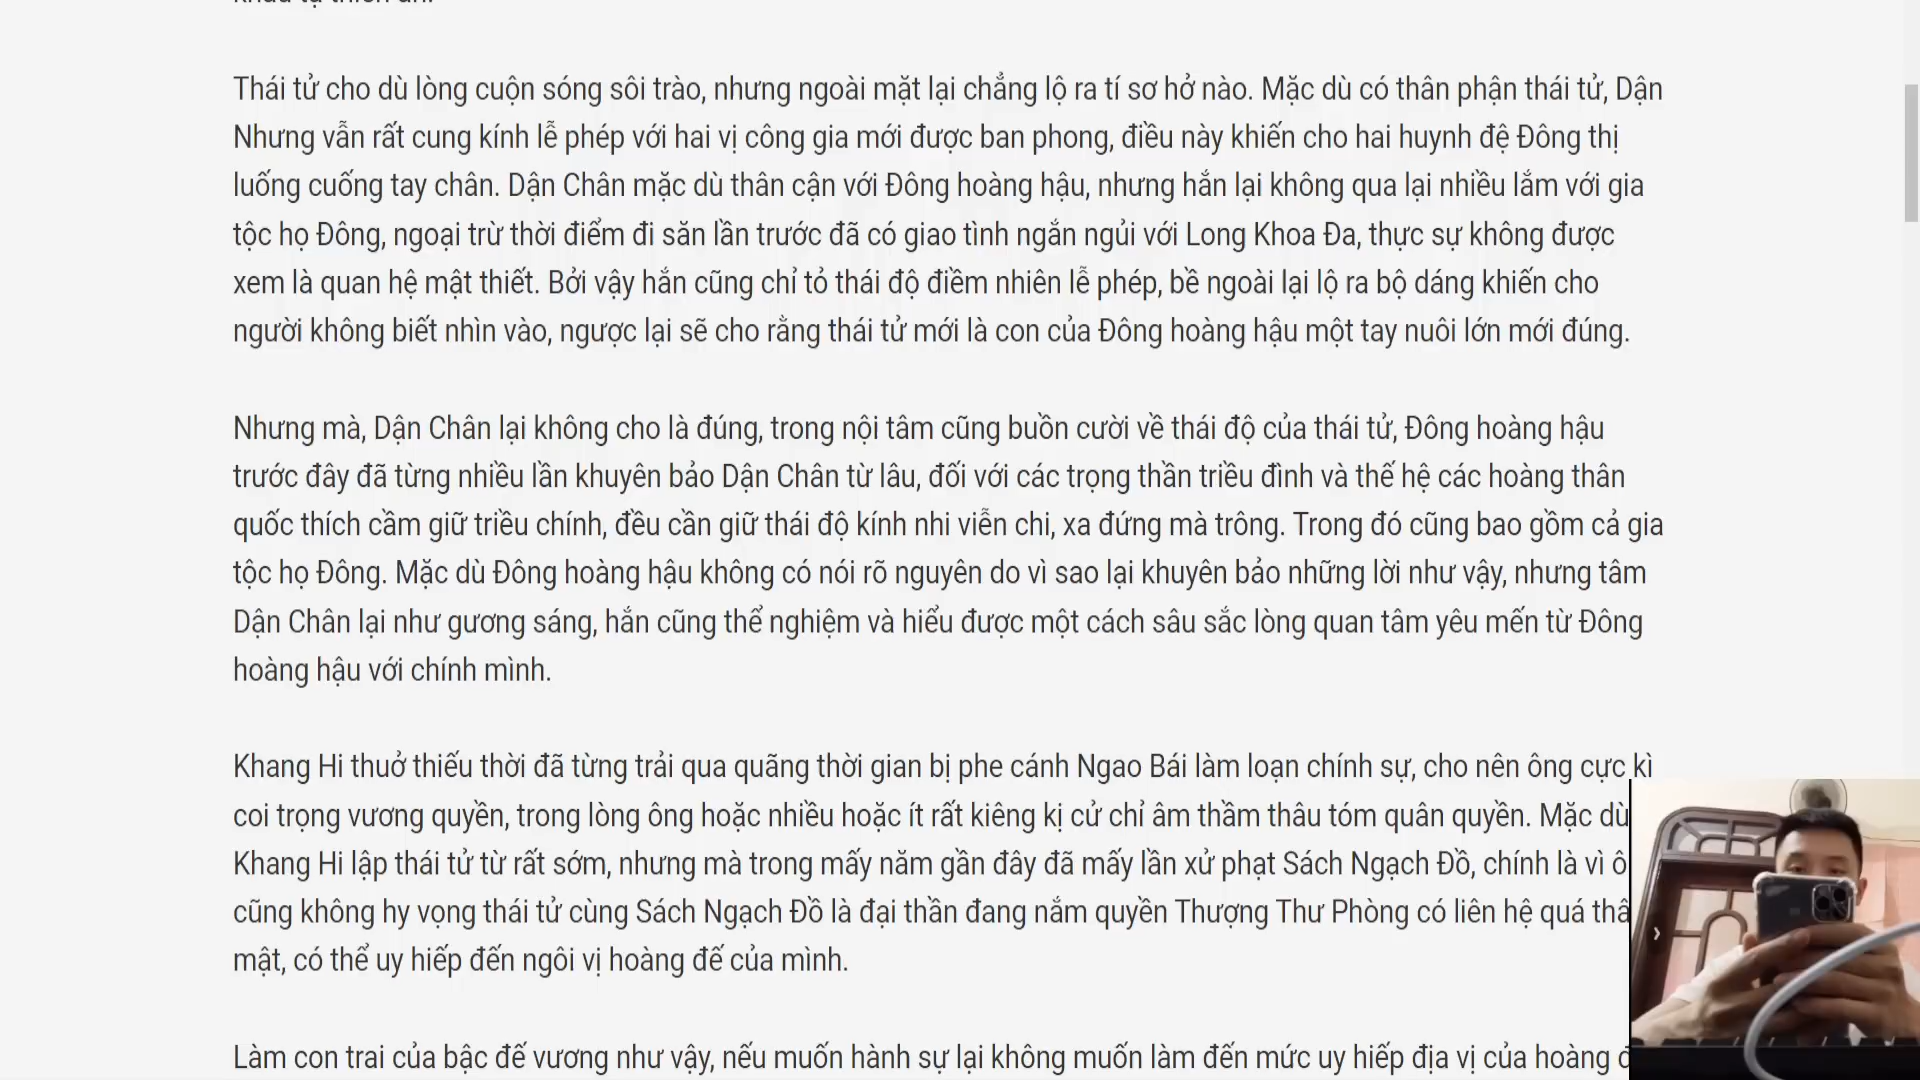 Thái tử cho dù lòng cuộn sóng sôi trào, nhưng ngoài mặt lại chẳng lộ ra tí sơ hở nào. Mặc dù có thân phận thái tử, Dận
Nhưng vẫn rất cung kính lễ phép với hai vị công gia mới được ban phong, điều này khiến cho hai huynh đệ Đông thị
luống cuống tay chân. Dận Chân mặc dù thân cận với Đông hoàng hậu, nhưng hắn lại không qua lại nhiều lắm với gia
tộc họ Đông, ngoại trừ thời điểm đi săn lần trước đã có giao tình ngắn ngủi với Long Khoa Đa, thực sự không được
xem là quan hệ mật thiết. Bởi vậy hắn cũng chỉ tỏ thái độ điềm nhiên lễ phép, bề ngoài lại lộ ra bộ dáng khiến cho
người không biết nhìn vào, ngược lại sẽ cho rằng thái tử mới là con của Đông hoàng hậu một tay nuôi lớn mới đúng.
Nhưng mà, Dận Chân lại không cho là đúng, trong nội tâm cũng buồn cười về thái độ của thái tử, Đông hoàng hậu
trước đây đã từng nhiều lần khuyên bảo Dận Chân từ lâu, đối với các trọng thần triều đình và thế hệ các hoàng thân
quốc thích cầm giữ triều chính, đều cần giữ thái độ kính nhi viễn chi, xa đứng mà trông. Trong đó cũng bao gồm cả gia
tộc họ Đông. Mặc dù Đông hoàng hậu không có nói rõ nguyên do vì sao lại khuyên bảo những lời như vậy, nhưng tâm
Dận Chân lại như gương sáng, hắn cũng thể nghiệm và hiểu được một cách sâu sắc lòng quan tâm yêu mến từ Đông
hoàng hậu với chính mình.
Khang Hi thuở thiếu thời đã từng trải qua quãng thời gian bị phe cánh Ngao Bái làm loạn chính sự, cho nên ông cực kì
coi trọng vương quyền, trong lòng ông hoặc nhiều hoặc ít rất kiêng kị cử chỉ âm thầm thâu tóm quân quyền. Mặc dù
Khang Hi lập thái tử từ rất sớm, nhưng mà trong mấy năm gần đây đã mấy lần xử phạt Sách Ngạch Đồ, chính là vì
cũng không hy vọng thái tử cùng Sách Ngạch Đồ là đại thần đang nắm quyền Thượng Thư Phòng có liên hệ quá
mật, có thể uy hiếp đến ngôi vị hoàng đế của mình.
Làm con trai của bậc đế vương như vậy, nếu muốn hành sự lại không muốn làm đến mức uy hiếp địa vị của hoàng